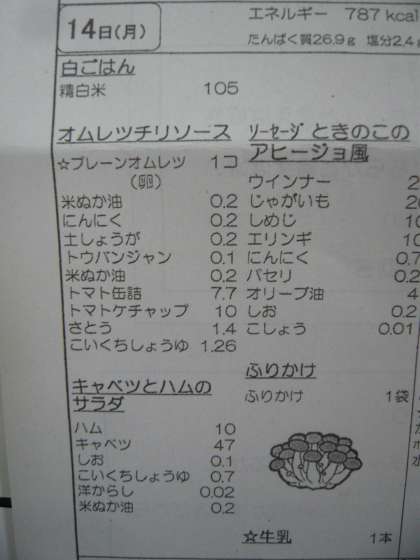 14日(月)
エネルギー 787 kcal
たんぱく質26.9g 塩分2.4g
白ごはん
精白米 105
オムレツチリソース
☆プレーンオムレツ 1コ
(卵)
米ぬか油 0.2
にんにく 0.2
土しょうが 0.2
トウバンジャン 0.1
米ぬか油 0.2
トマト缶詰 7.7
トマトケチャップ 10
さとう 1.4
こいくちしょうゆ 1.26
キャベツとハムの
サラダ
ハム 10
キャベツ 47
しお 0.1
こいくちしょうゆ 0.7
洋からし 0.02
米ぬか油 0.2
ソーセージときのこの
アヒージョ風
ウインナー
じゃがいも
しめじ
エリンギ
にんにく 0.7
パセリ 0.2
オリーブ油 4
しお 0.2
こしょう 0.01
ふりかけ
ふりかけ 1袋
☆牛乳 1本